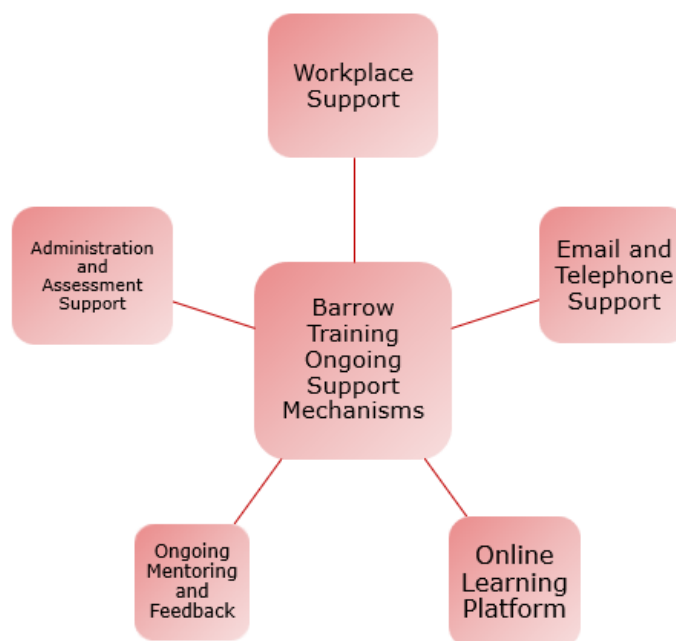 Workplace
Support
Administration
and
Assessment
Support
Email and
Telephone
Support
Barrow
Training
Ongoing
Support
Mechanisms
Ongoing
Mentoring
and
Feedback
Online
Learning
Platform